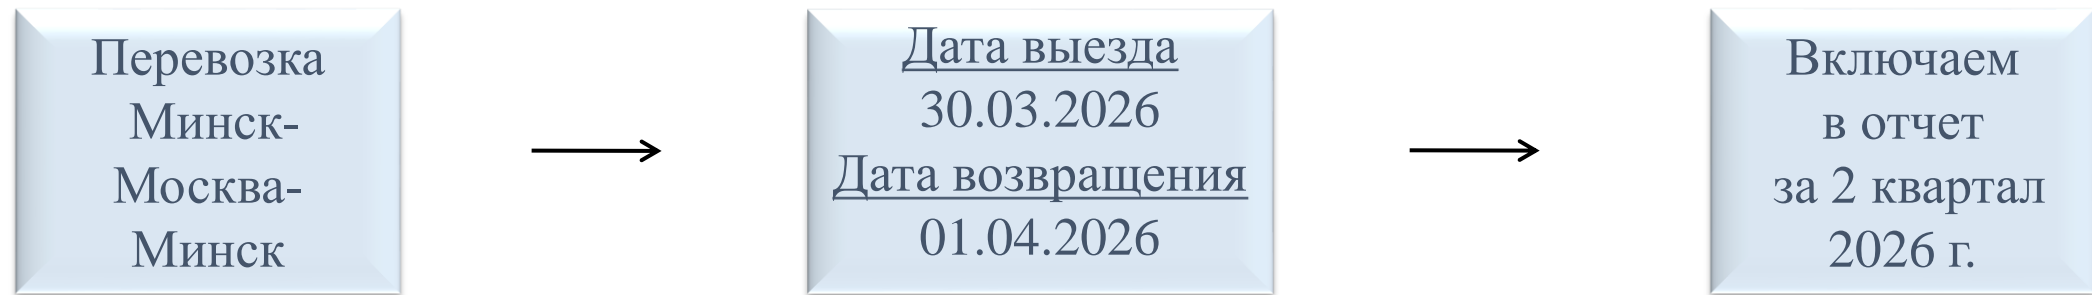 Перевозка
Минск-
Москва-
Минск
Дата выезда
30.03.2026
Дата возвращения
01.04.2026
Включаем
в отчет
за 2 квартал
2026 г.